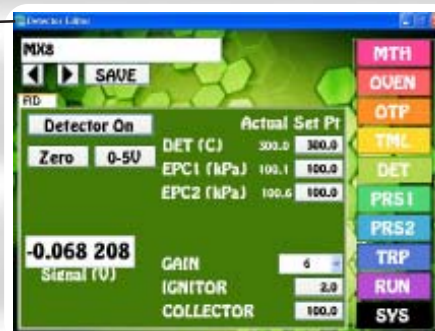 Detector Editor
MX8
SAVE
AD
Detector On
Zero 0-5V
Actual Set Pt
DET (C) 300.0 300.0
EPC1 (kPa) 100.1 100.0
EPC2 (kPa) 100.6 100.0
-0.068 208
Signal (V)
GAIN 6
IGNITOR 2.0
COLLECTOR 100.0
MTH
OVEN
OTP
TML
DET
PRS1
PRS2
TRP
RUN
SYS